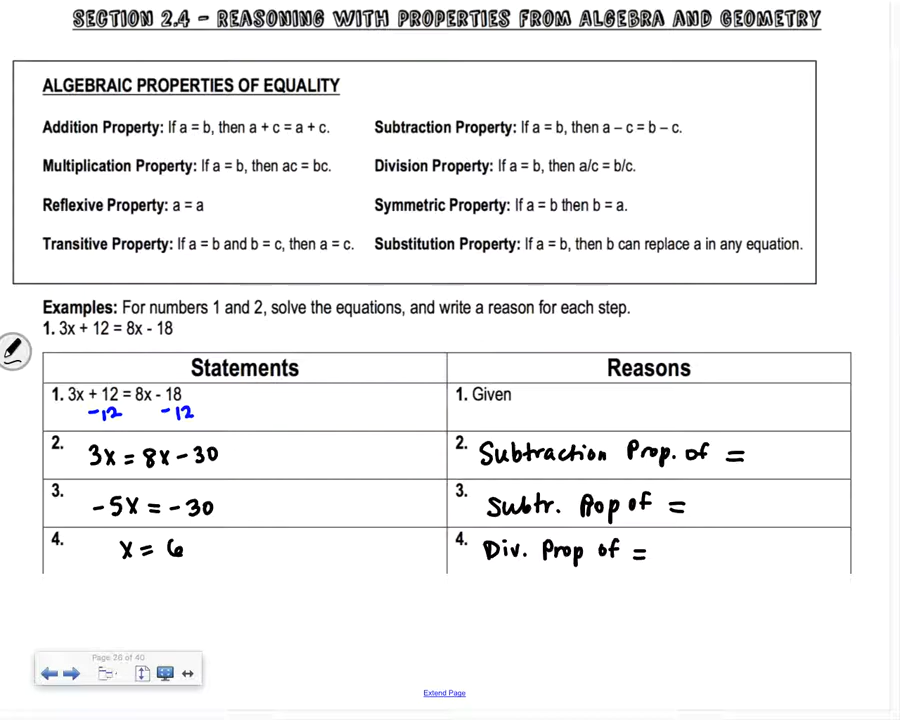 SECTION 2.4 - REASONING WITH PROPERTIES FROM ALGEBRA AND GEOMETRY
ALGEBRAIC PROPERTIES OF EQUALITY
Addition Property: If a = b, then a + c = a + c.
Subtraction Property: If a = b, then a – c = b – c.
Multiplication Property: If a = b, then ac = bc.
Division Property: If a = b, then a/c = b/c.
Reflexive Property: a = a
Symmetric Property: If a = b then b = a.
Transitive Property: If a = b and b = c, then a = c.
Substitution Property: If a = b, then b can replace a in any equation.
Examples: For numbers 1 and 2, solve the equations, and write a reason for each step.
1. 3x + 12 = 8x - 18
Statements
Reasons
1. 3x + 12 = 8x - 18
-12 -12
1. Given
2. 3x = 8x - 30
2. Subtraction Prop. of =
3. -5x = -30
3. Subtr. Prop of =
4. x = 6
4. Div. Prop of =
Page 26 of 40
Extend Page